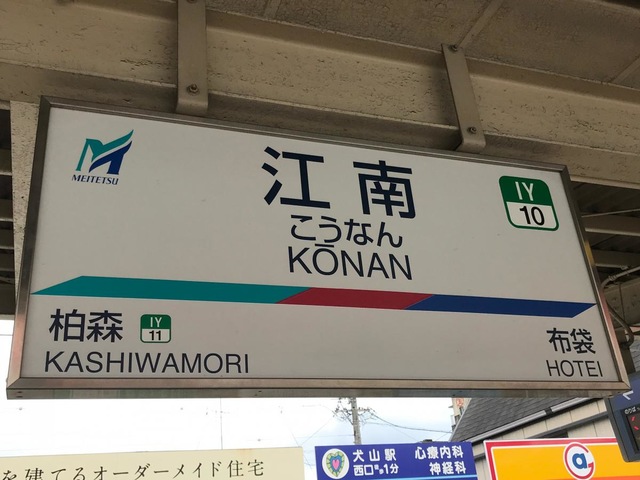 MEITETSU
江南
こうなん
KŌNAN
IY
10
柏森
IY
11
KASHIWAMORI
布袋
HOTEI
を建てるオーダーメイド住宅
犬山駅
西口 1分
心療内科
神経科
a